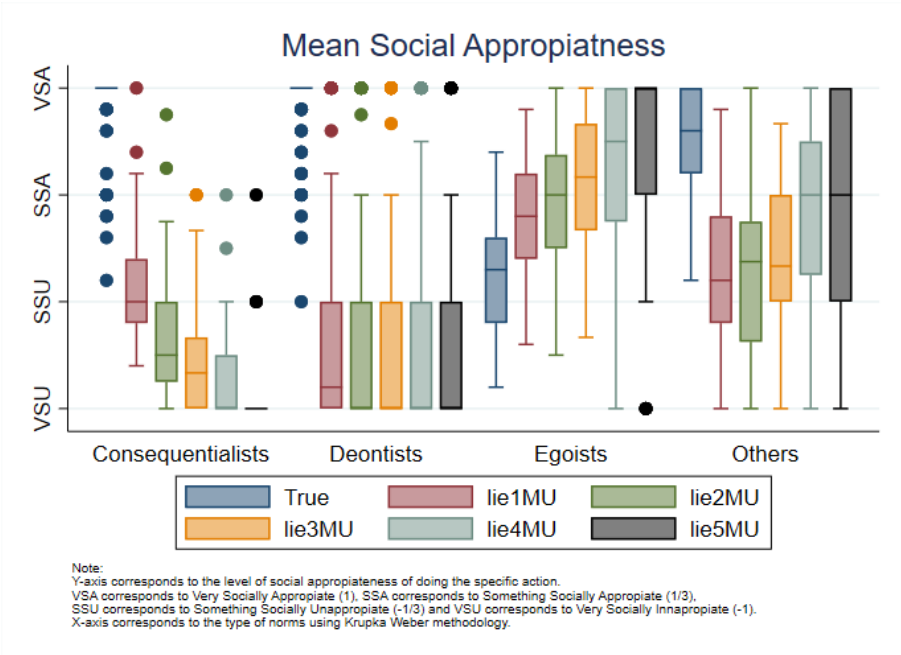 Mean Social Appropiatness
VSA
SSA
SSU
VSU
Consequentialists Deontists Egoists Others
True lie1MU lie2MU
lie3MU lie4MU lie5MU
Note:
Y-axis corresponds to the level of social appropiateness of doing the specific action.
VSA corresponds to Very Socially Appropiate (1), SSA corresponds to Something Socially Appropiate (1/3),
SSU corresponds to Something Socially Unappropiate (-1/3) and VSU corresponds to Very Socially Innapropiate (-1).
X-axis corresponds to the type of norms using Krupka Weber methodology.